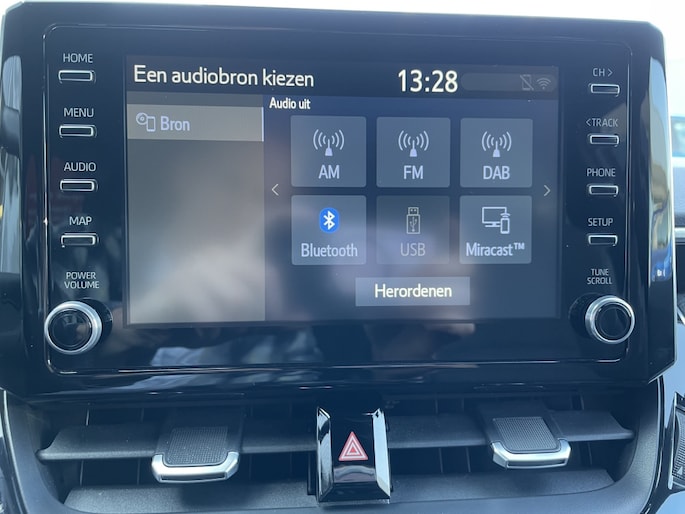 HOME
MENU
AUDIO
MAP
POWER
VOLUME
Een audiobron kiezen 13:28
Bron
Audio uit
AM FM DAB
Bluetooth USB Miracast™
Herordenen
CH >
< TRACK
PHONE
SETUP
TUNE
SCROLL